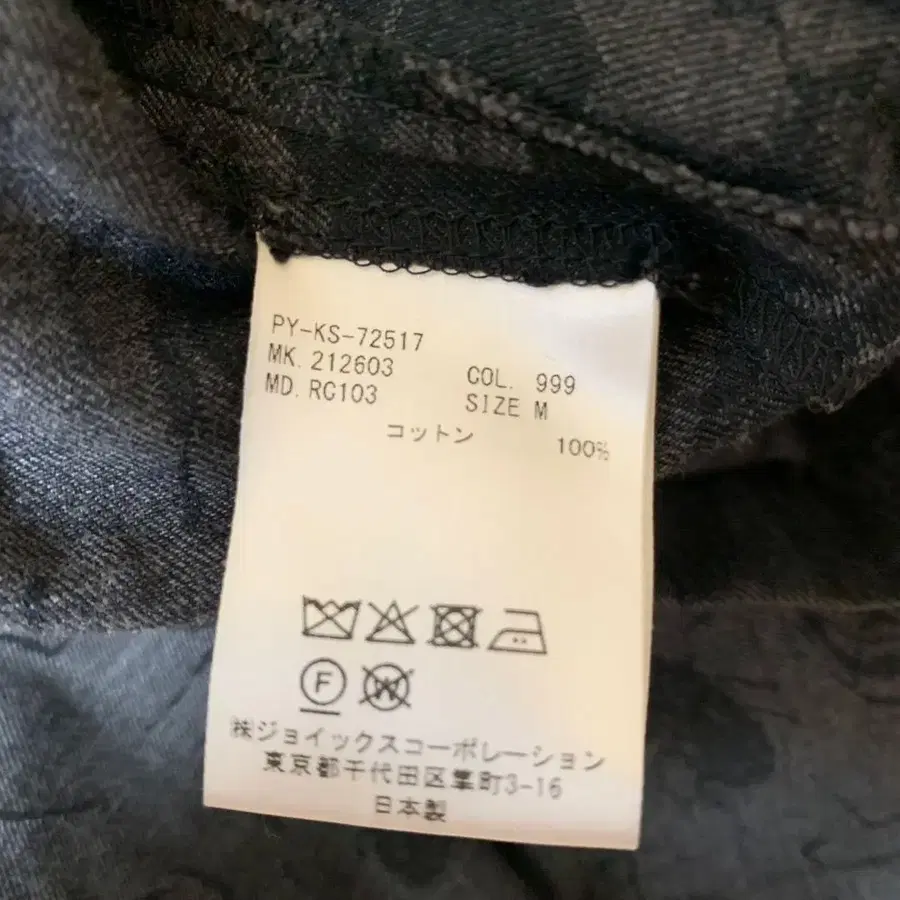 PY-KS-72517
MK. 212603 COL. 999
MD. RC103 SIZE M
コットン 100%
F
W
㈱ジョイックスコーポレーション
東京都千代田区隼町3-16
日本製